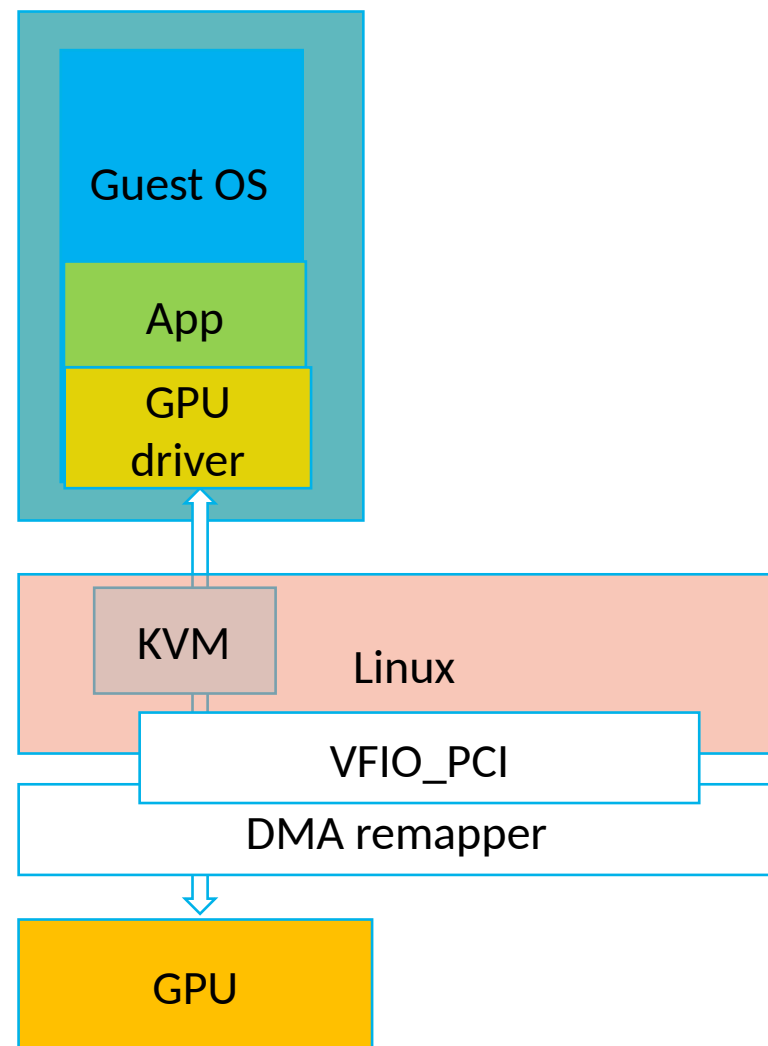 Guest OS
App
GPU
driver
KVM
Linux
VFIO_PCI
DMA remapper
GPU